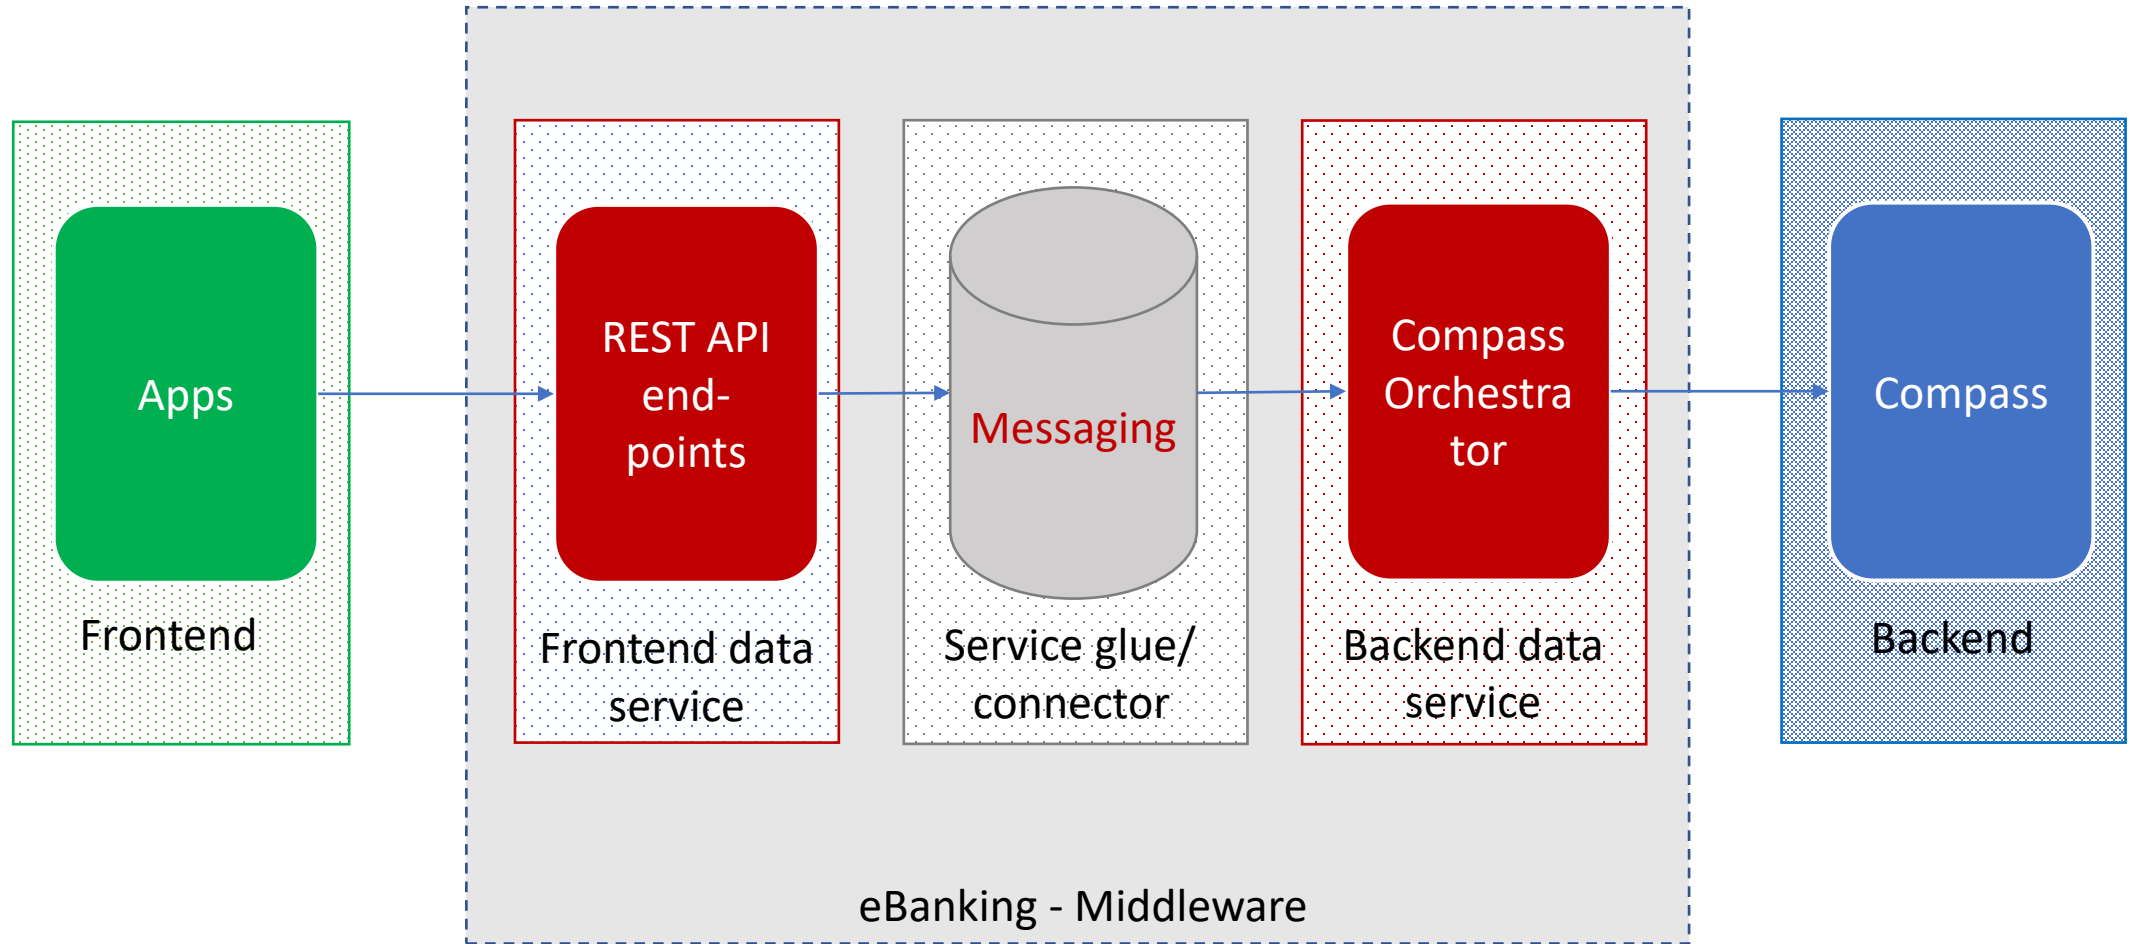 Apps
Frontend
REST API
end-
points
Frontend data
service
Messaging
Service glue/
connector
Compass
Orchestra
tor
Backend data
service
Compass
Backend
eBanking - Middleware